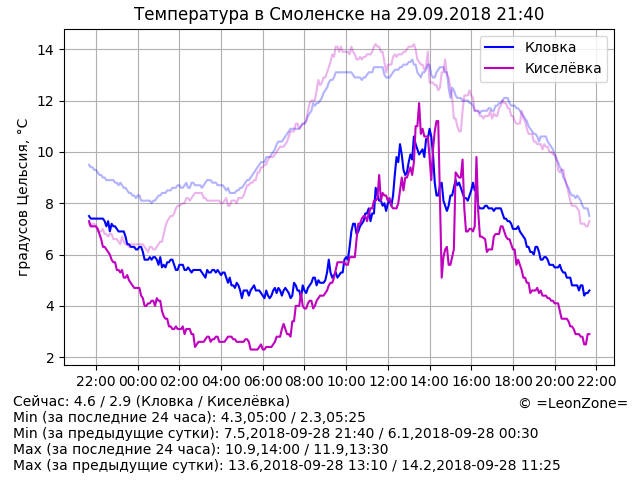 Температура в Смоленске на 29.09.2018 21:40
14
12
10
8
6
4
2
градусов Цельсия, °C
Кловка
Киселёвка
22:00 00:00 02:00 04:00 06:00 08:00 10:00 12:00 14:00 16:00 18:00 20:00 22:00
Сейчас: 4.6 / 2.9 (Кловка / Киселёвка)
© =LeonZone=
Min (за последние 24 часа): 4.3,05:00 / 2.3,05:25
Min (за предыдущие сутки): 7.5,2018-09-28 21:40 / 6.1,2018-09-28 00:30
Max (за последние 24 часа): 10.9,14:00 / 11.9,13:30
Max (за предыдущие сутки): 13.6,2018-09-28 13:10 / 14.2,2018-09-28 11:25